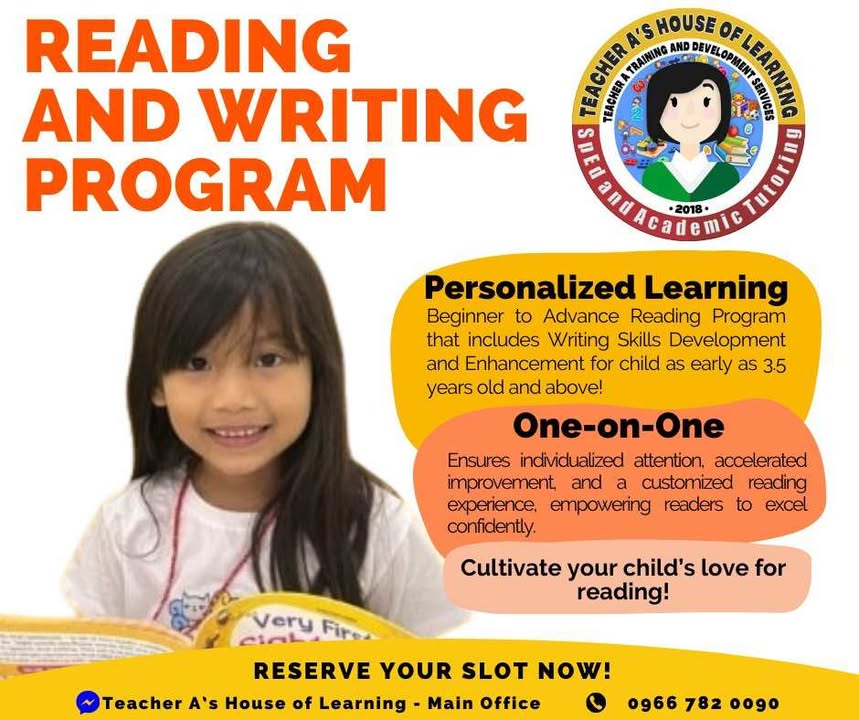 READING
AND WRITING
PROGRAM
TEACHER A'S HOUSE OF LEARNING
TEACHER A TRAINING AND DEVELOPMENT SERVICES
• 2018 •
SpEd and Academic Tutoring
Personalized Learning
Beginner to Advance Reading Program
that includes Writing Skills Development
and Enhancement for child as early as 3.5
years old and above!
One-on-One
Ensures individualized attention, accelerated
improvement, and a customized reading
experience, empowering readers to excel
confidently.
Cultivate your child's love for
reading!
Very First
RESERVE YOUR SLOT NOW!
Teacher A's House of Learning - Main Office
0966 782 0090